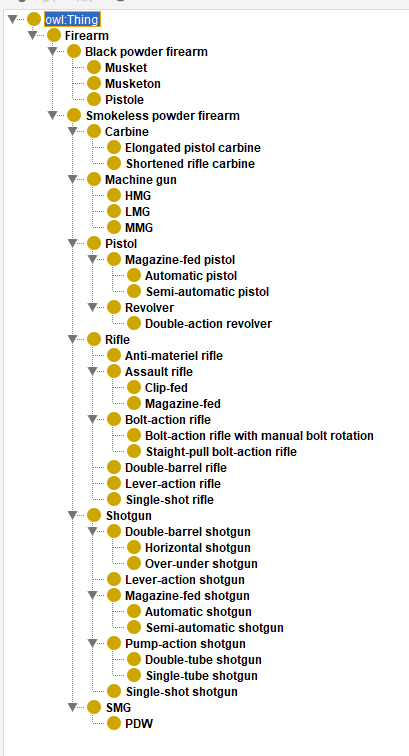 owl:Thing
Firearm
Black powder firearm
Musket
Musketon
Pistole
Smokeless powder firearm
Carbine
Elongated pistol carbine
Shortened rifle carbine
Machine gun
HMG
LMG
MMG
Pistol
Magazine-fed pistol
Automatic pistol
Semi-automatic pistol
Revolver
Double-action revolver
Rifle
Anti-materiel rifle
Assault rifle
Clip-fed
Magazine-fed
Bolt-action rifle
Bolt-action rifle with manual bolt rotation
Staight-pull bolt-action rifle
Double-barrel rifle
Lever-action rifle
Single-shot rifle
Shotgun
Double-barrel shotgun
Horizontal shotgun
Over-under shotgun
Lever-action shotgun
Magazine-fed shotgun
Automatic shotgun
Semi-automatic shotgun
Pump-action shotgun
Double-tube shotgun
Single-tube shotgun
Single-shot shotgun
SMG
PDW